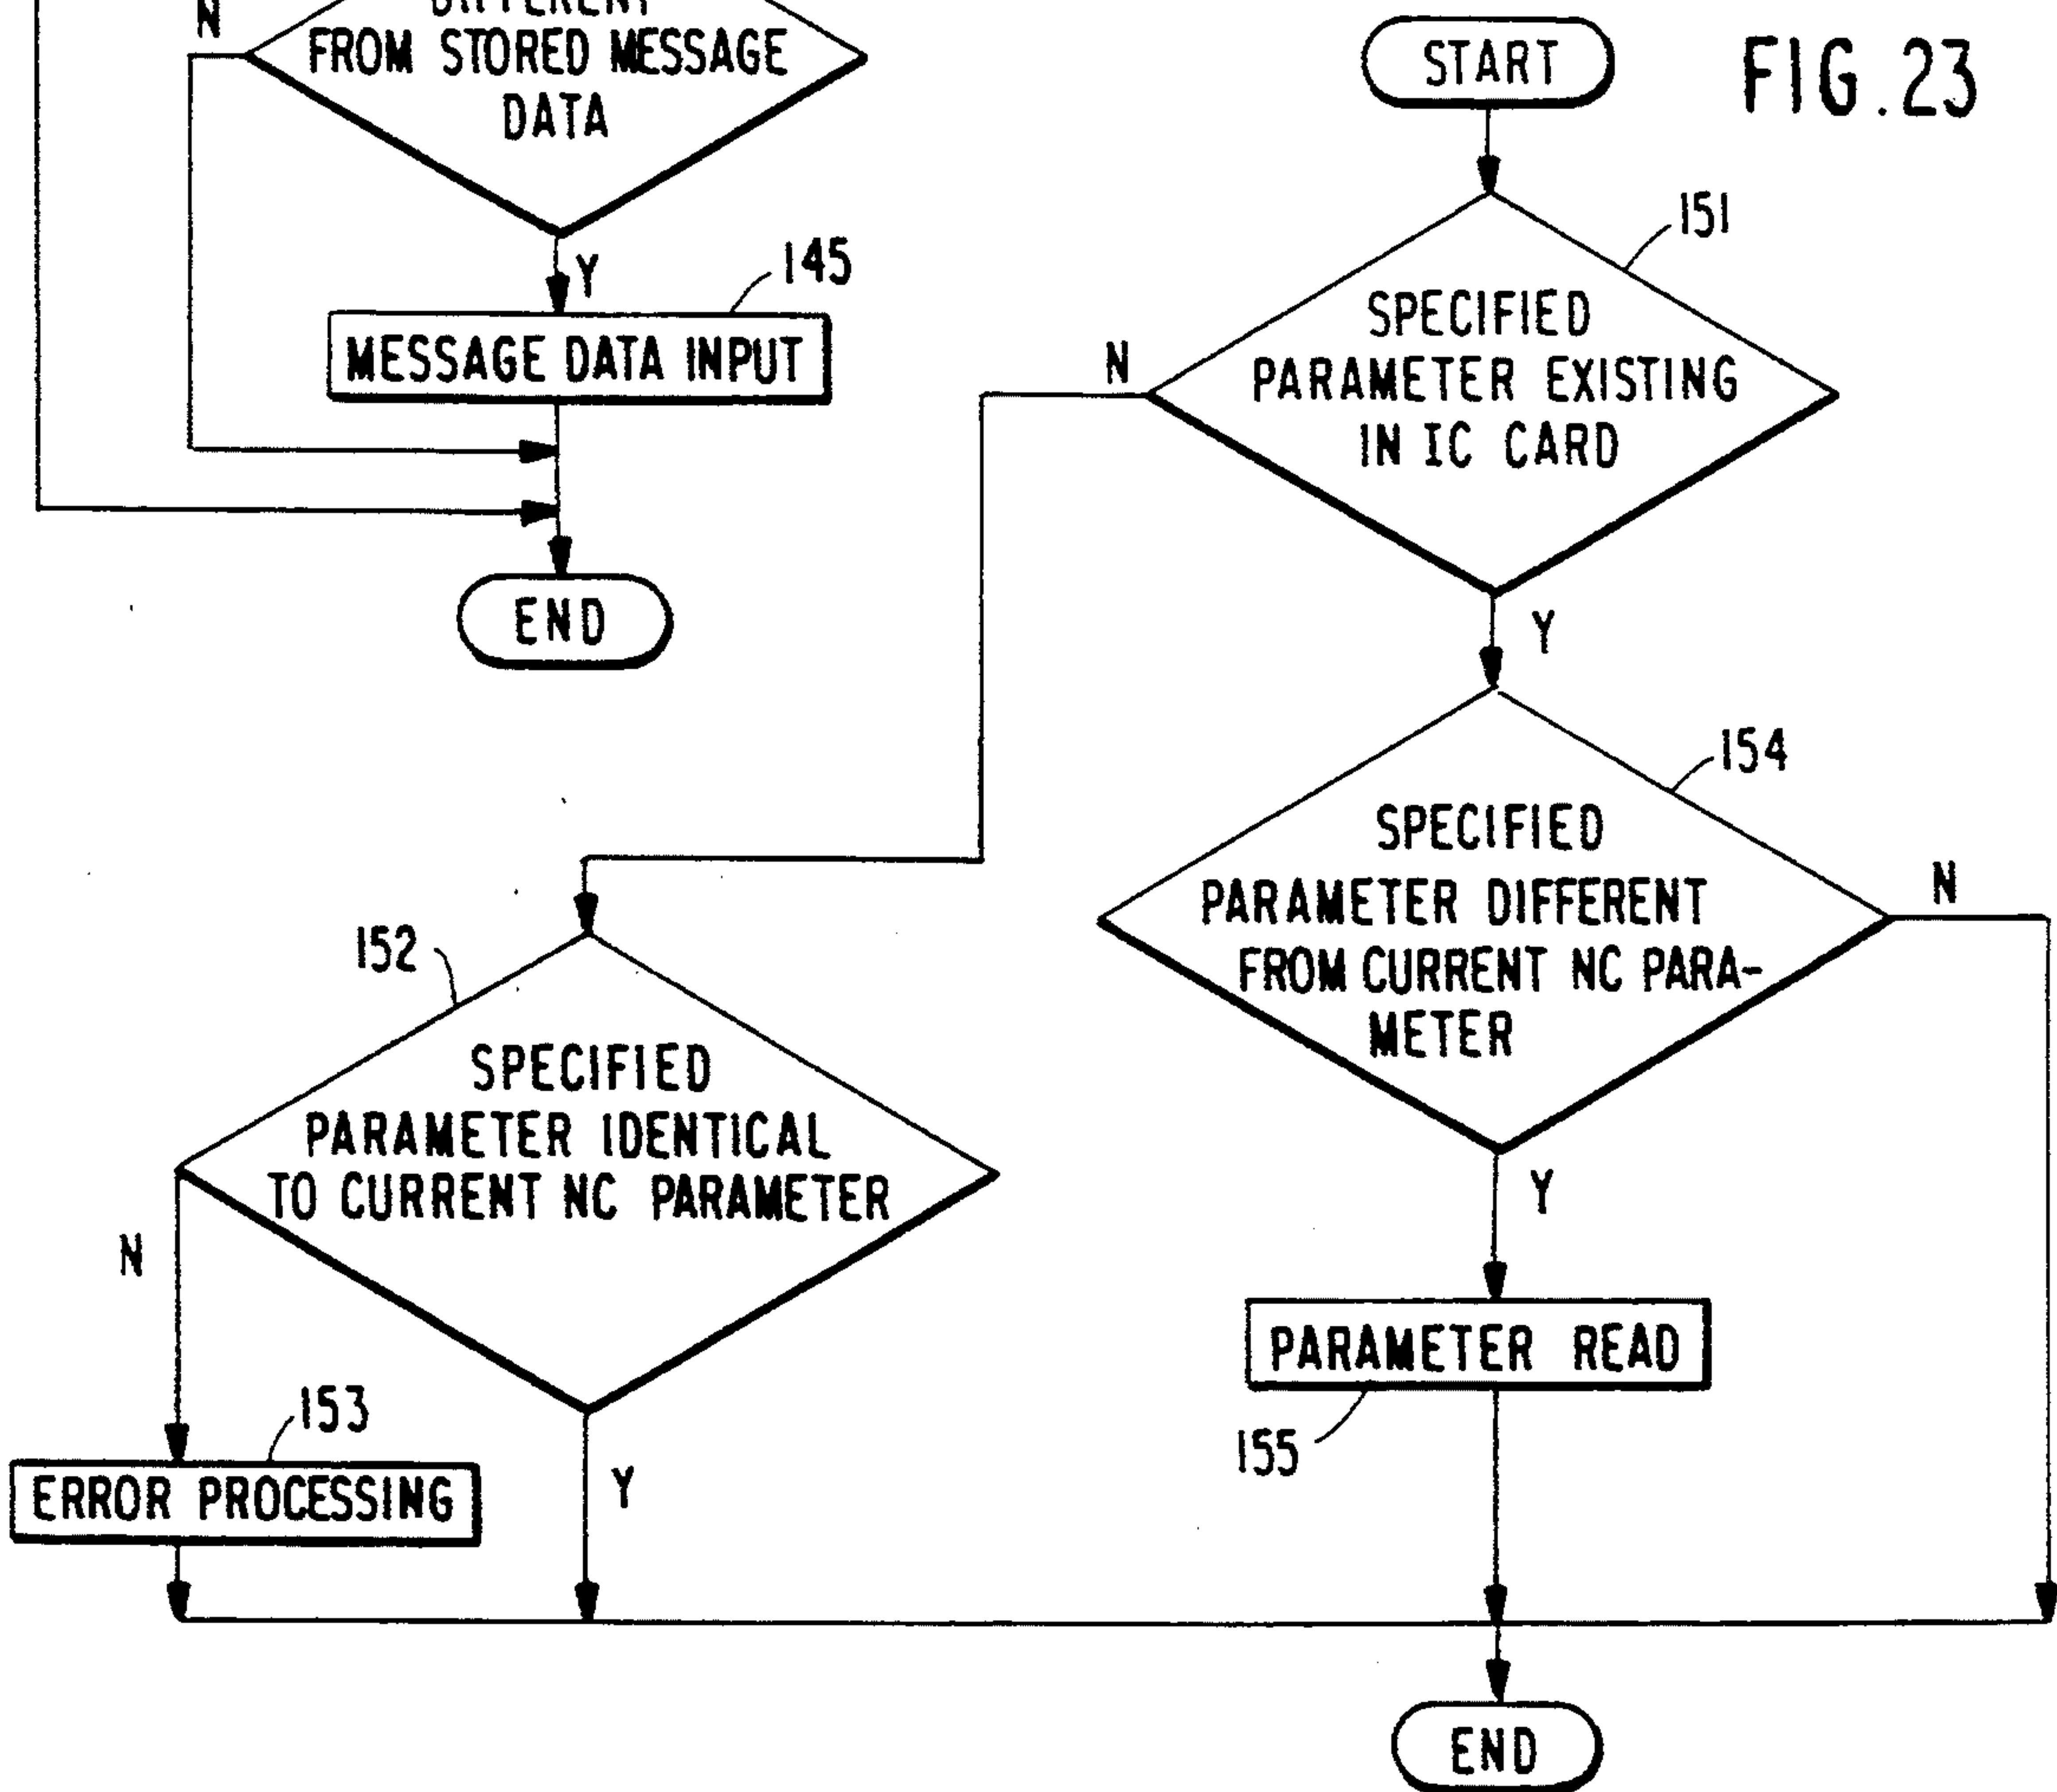 N
DIFFERENT
FROM STORED MESSAGE
DATA
Y
145
MESSAGE DATA INPUT
END
FIG.23
START
151
SPECIFIED
PARAMETER EXISTING
IN IC CARD
N
Y
154
SPECIFIED
PARAMETER DIFFERENT
FROM CURRENT NC PARA-
METER
N
Y
PARAMETER READ
155
152
SPECIFIED
PARAMETER IDENTICAL
TO CURRENT NC PARAMETER
N
Y
153
ERROR PROCESSING
END